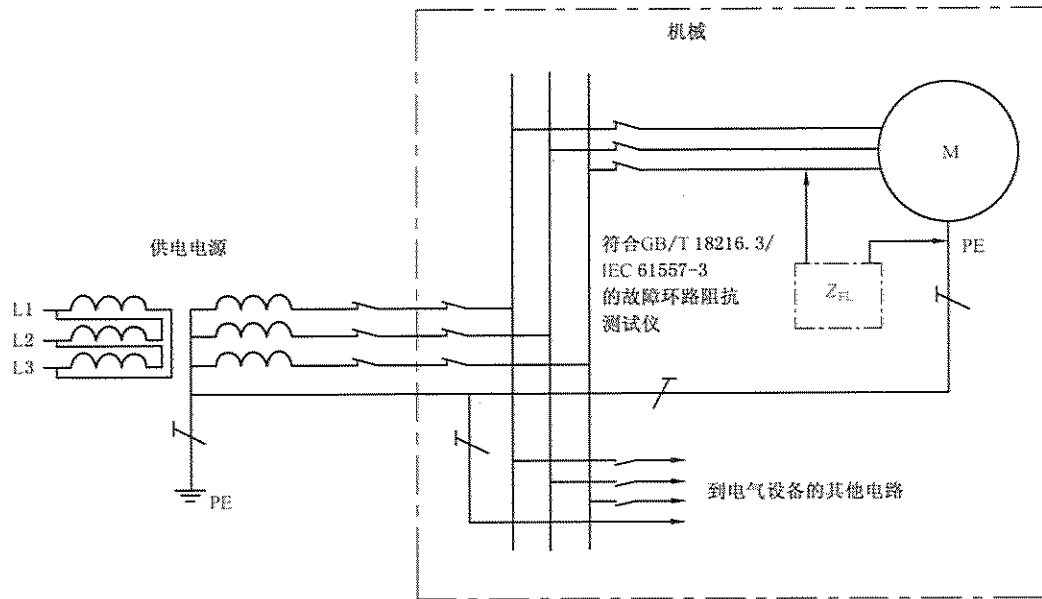 机械
M
供电电源
符合GB/T 18216.3/
IEC 61557-3
的故障环路阻抗
测试仪
PE
ZFL
L1
L2
L3
到电气设备的其他电路
PE